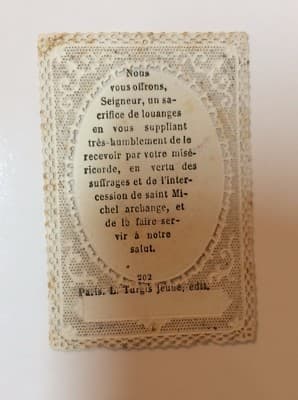 Nous
vous offrons,
Seigneur, un sa-
crifice de louanges
en vous suppliant
très-humblement de le
recevoir par votre misé-
ricorde, en vertu des
suffrages et de l'inter-
cession de saint Mi-
chel archange, et
de le faire ser-
vir à notre
salut.
202
Paris. L. Turgis jeune, édit.